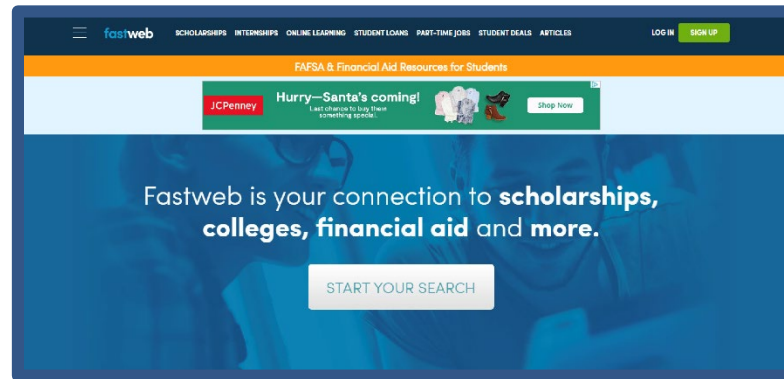 fastweb SCHOLARSHIPS INTERNSHIPS ONLINE LEARNING STUDENT LOANS PART-TIME JOBS STUDENT DEALS ARTICLES LOG IN SIGN UP
FAFSA & Financial Aid Resources for Students
JCPenney
Hurry—Santa's coming!
Last chance to buy them
something special.
Shop Now
Fastweb is your connection to scholarships,
colleges, financial aid and more.
START YOUR SEARCH